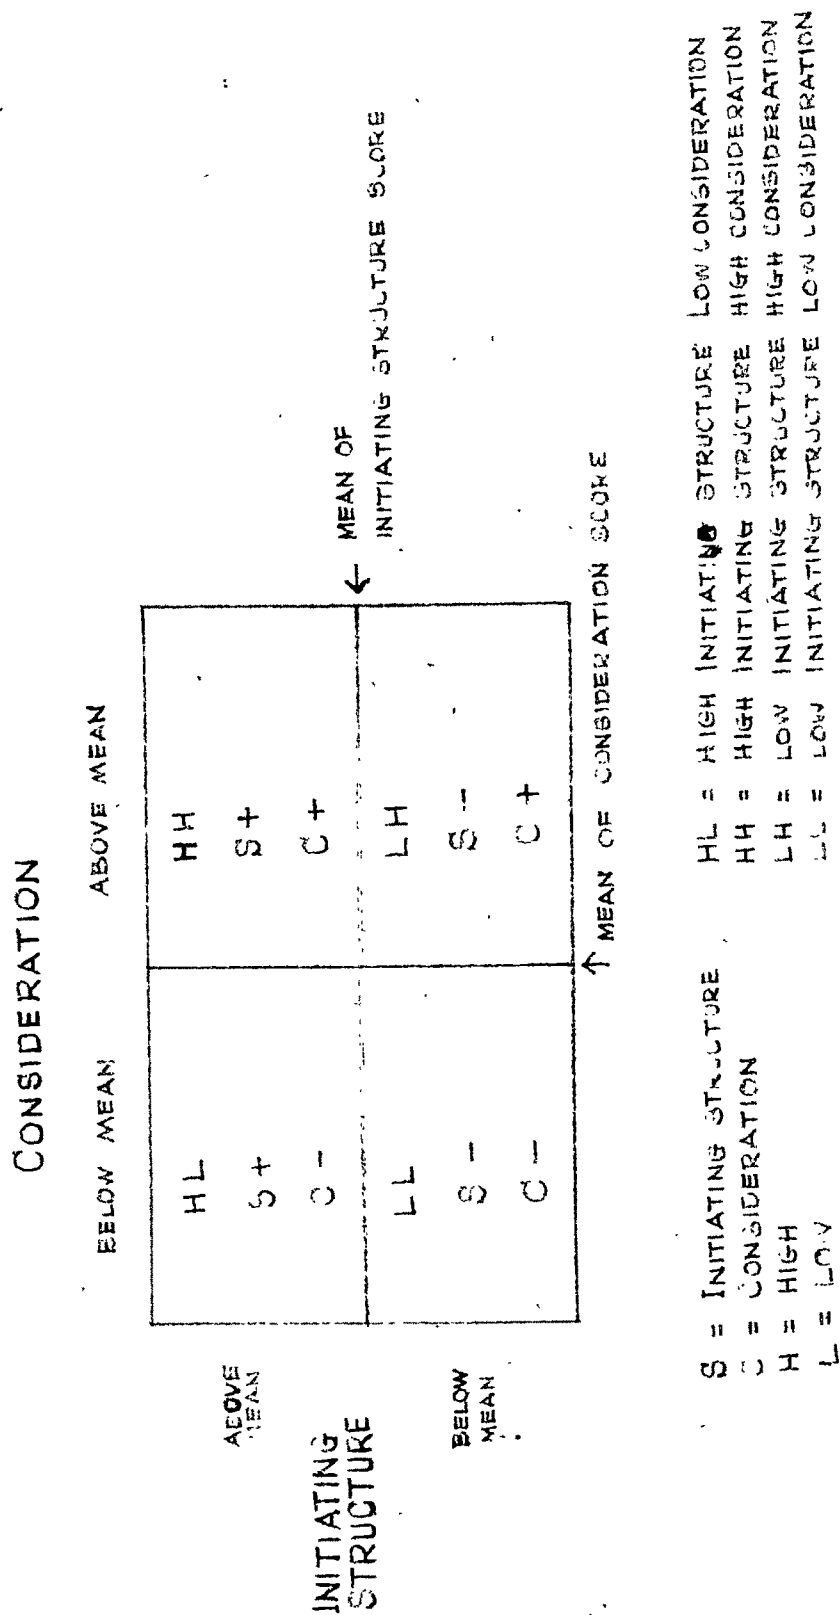 CONSIDERATION
BELOW MEAN
ABOVE MEAN
INITIATING
STRUCTURE
ABOVE
MEAN
HL
S+
C-
HH
S+
C+
← MEAN OF
INITIATING STRUCTURE SCORE
BELOW
MEAN
LL
S-
C-
LH
S-
C+
↑ MEAN OF CONSIDERATION SCORE
S = INITIATING STRUCTURE
C = CONSIDERATION
H = HIGH
L = LOW
HL = HIGH INITIATING STRUCTURE LOW CONSIDERATION
HH = HIGH INITIATING STRUCTURE HIGH CONSIDERATION
LH = LOW INITIATING STRUCTURE HIGH CONSIDERATION
LL = LOW INITIATING STRUCTURE LOW CONSIDERATION